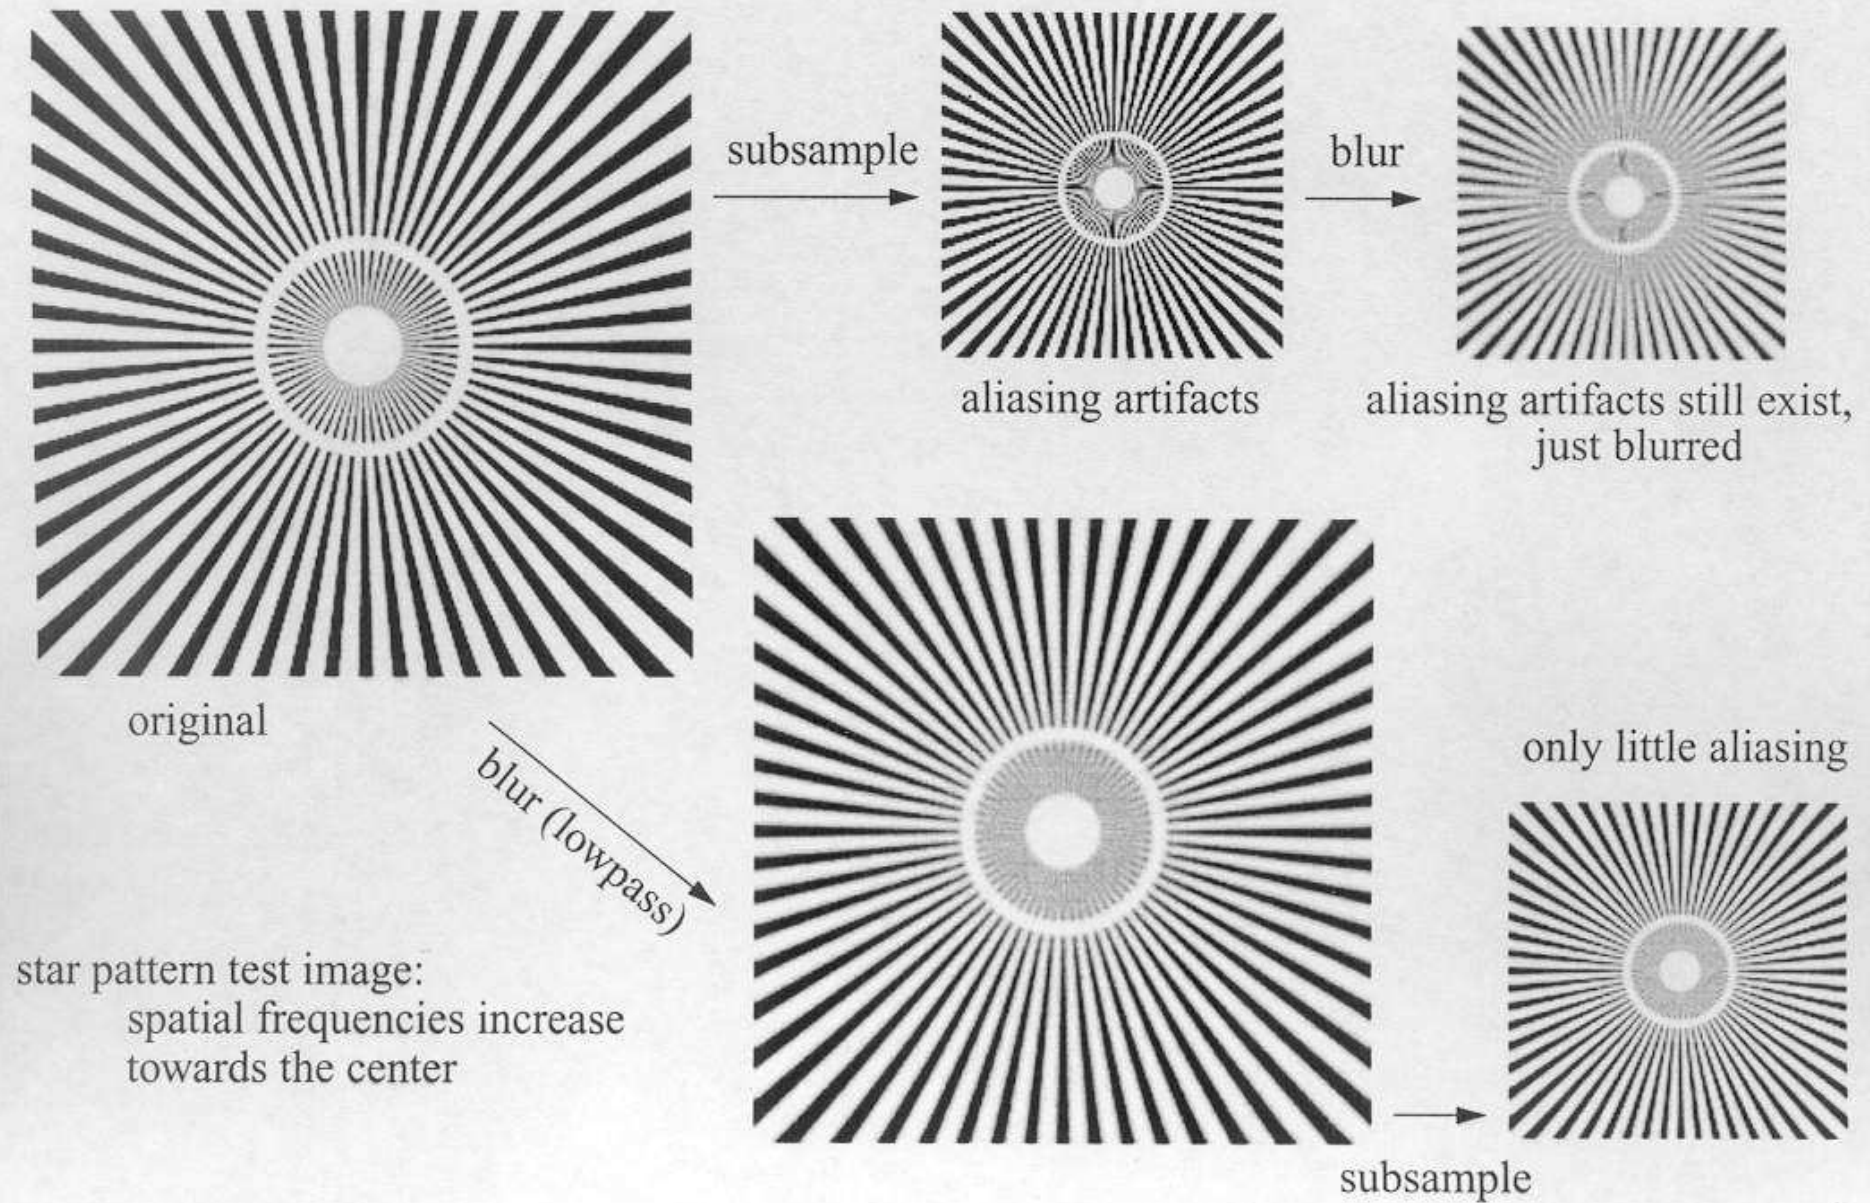 subsample
blur
aliasing artifacts
aliasing artifacts still exist,
just blurred
original
blur (lowpass)
only little aliasing
star pattern test image:
spatial frequencies increase
towards the center
subsample